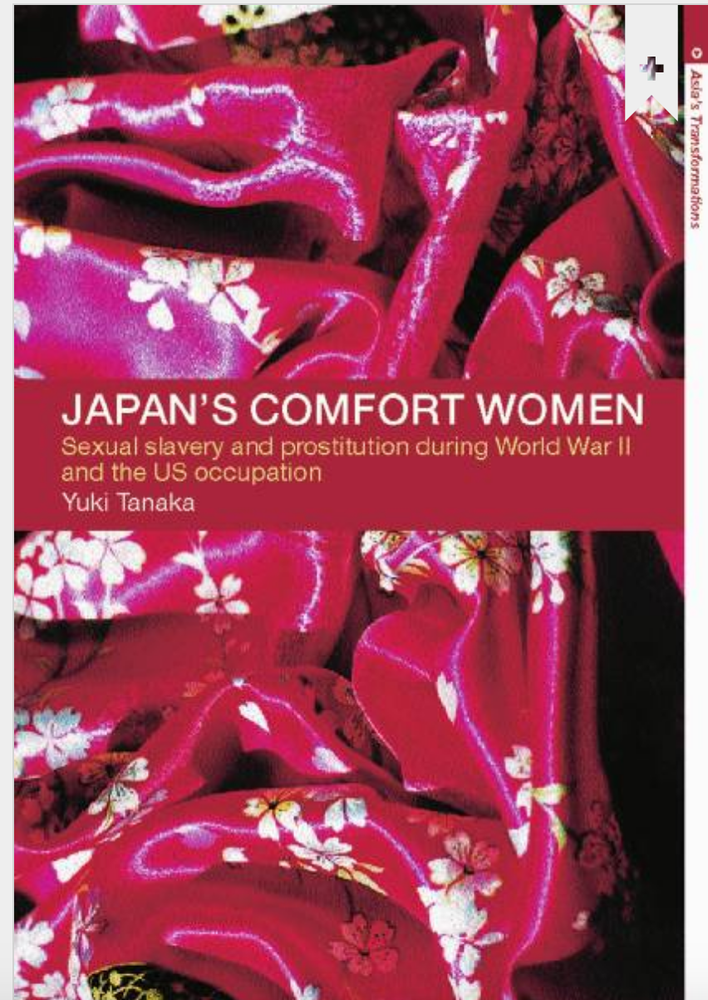 JAPAN'S COMFORT WOMEN
Sexual slavery and prostitution during World War II
and the US occupation
Yuki Tanaka
Asia's Transformations